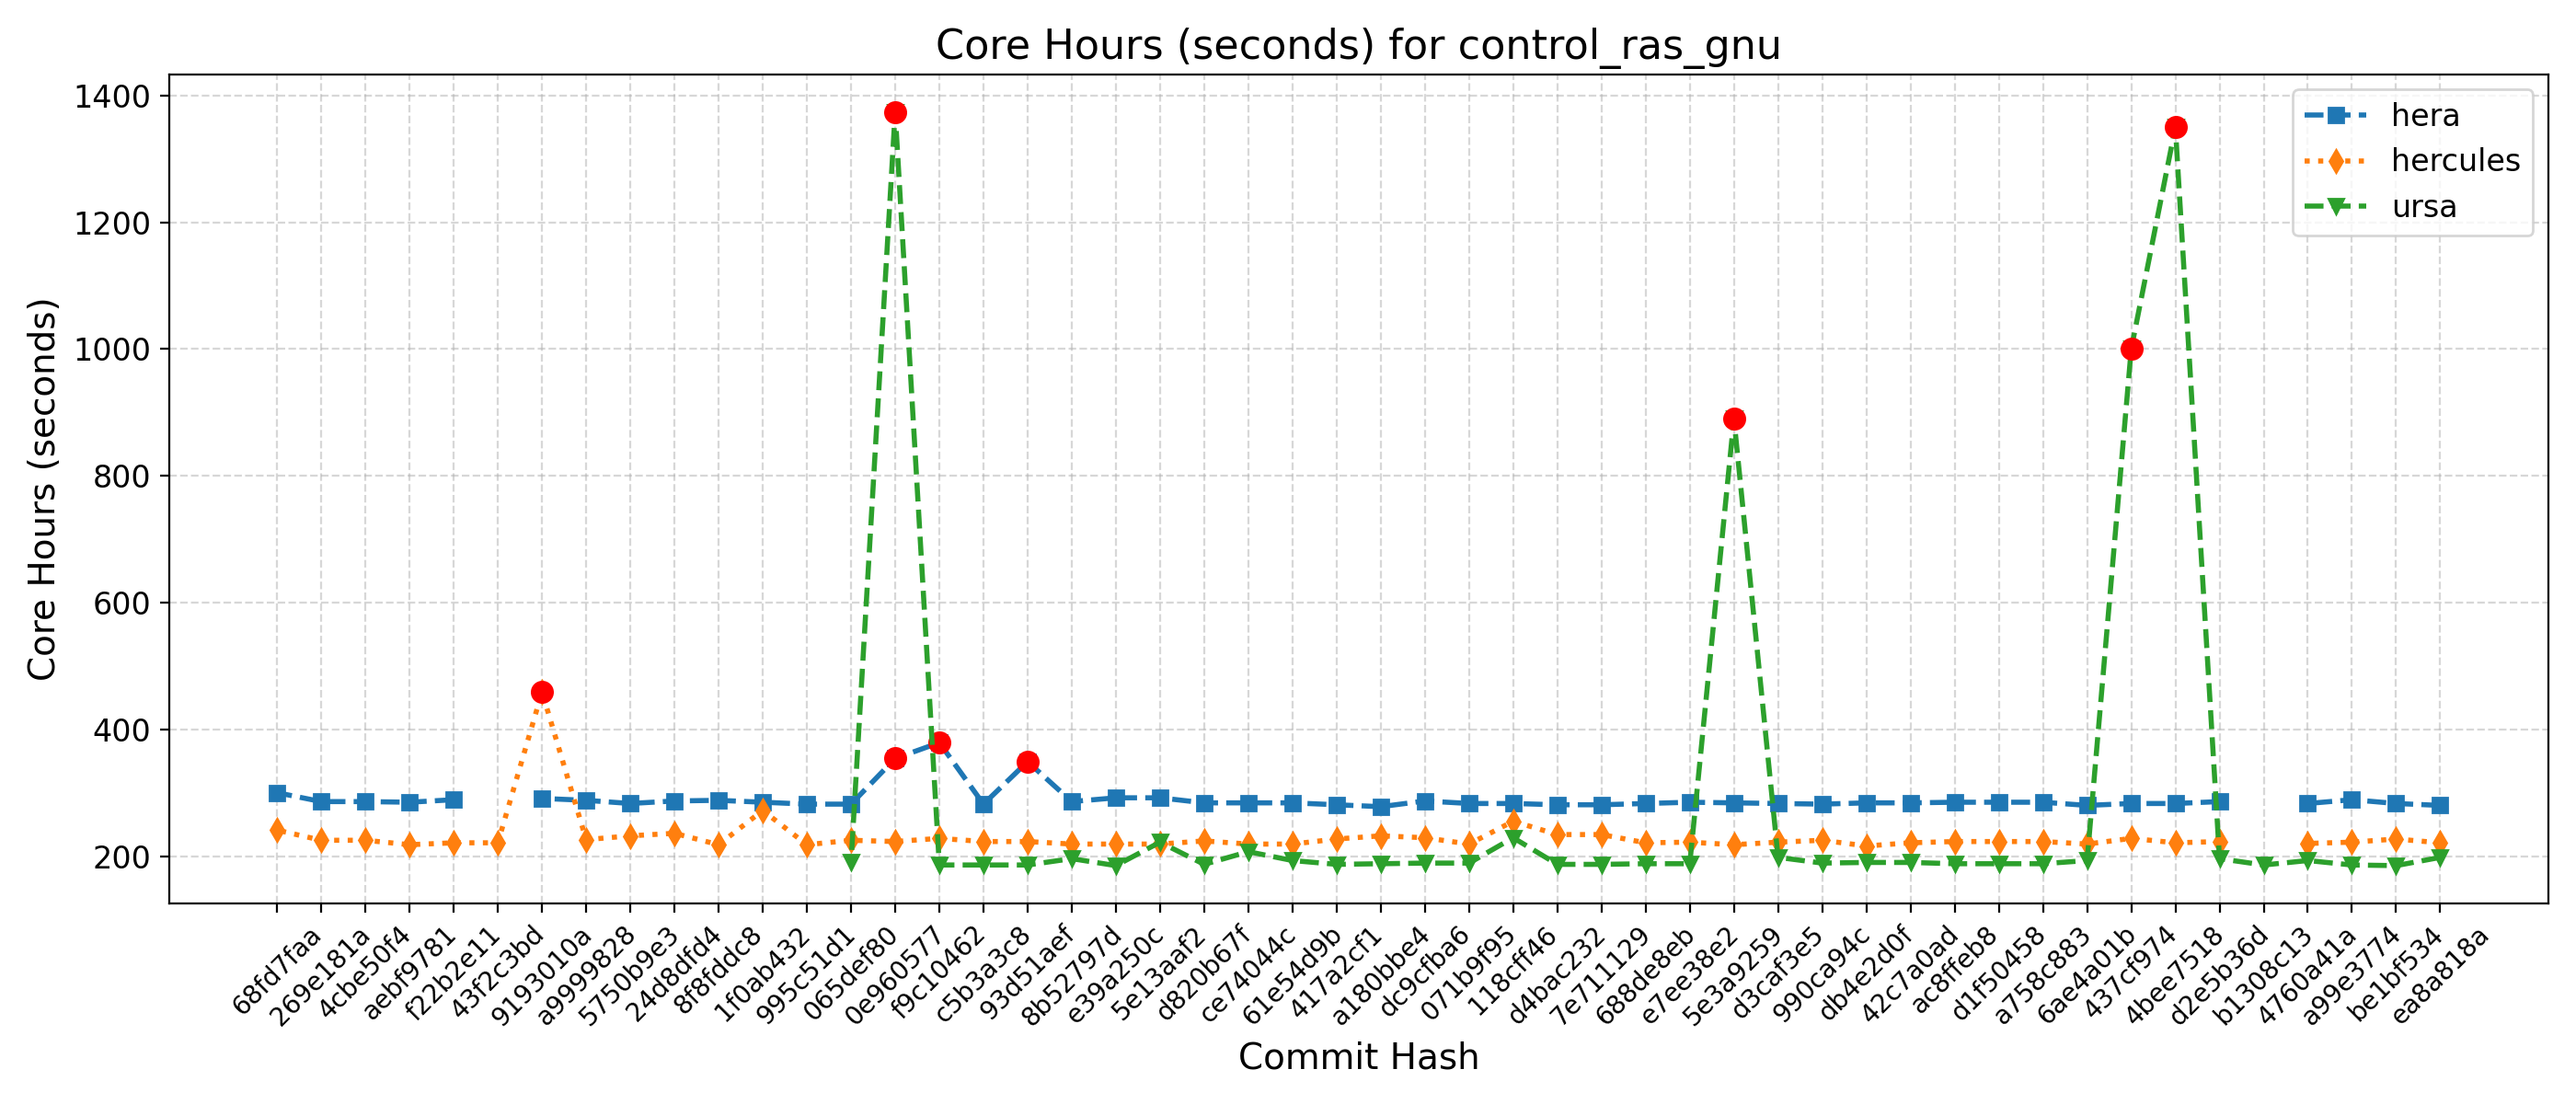 Core Hours (seconds) for control_ras_gnu
Core Hours (seconds)
1400
1200
1000
800
600
400
200
hera
hercules
ursa
68fd7faa
269e181a
4cbe50f4
aebf9781
f22b2e11
43f2c3bd
9193010a
a9999828
5750b9e3
24d8dfd4
8f8fddc8
1f0ab432
995c51d1
065def80
0e960577
f9c10462
c5b3a3c8
93d51aef
8b52797d
e39a250c
5e13aaf2
d820b67f
ce74044c
61e54d9b
417a2cf1
a180bbe4
dc9cfba6
071b9f95
118cff46
d4bac232
7e711129
688de8eb
e7ee38e2
5e3a9259
d3caf3e5
990ca94c
db4e2d0f
42c7a0ad
ac8ffeb8
d1f50458
a758c883
6ae4a01b
437cf974
4bee7518
d2e5b36d
b1308c13
4760a41a
a99e3774
be1bf534
ea8a818a
Commit Hash